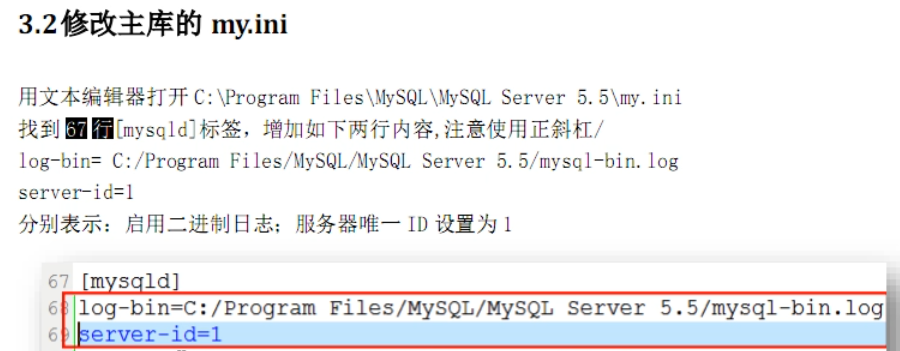 3.2修改主库的 my.ini
用文本编辑器打开 C:\Program Files\MySQL\MySQL Server 5.5\my.ini
找到 67 行[mysqld]标签，增加如下两行内容,注意使用正斜杠/
log-bin= C:/Program Files/MySQL/MySQL Server 5.5/mysql-bin.log
server-id=1
分别表示：启用二进制日志；服务器唯一 ID 设置为 1
67 [mysqld]
68 log-bin=C:/Program Files/MySQL/MySQL Server 5.5/mysql-bin.log
69 server-id=1